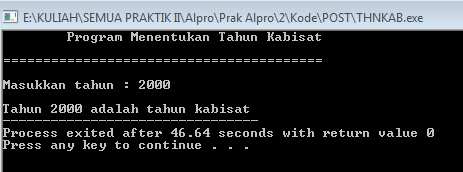 E:\KULIAH\SEMUA PRAKTIK II\Alpro\Prak Alpro\2\Kode\POST\THNKAB.exe
Program Menentukan Tahun Kabisat
========================================
Masukkan tahun : 2000
Tahun 2000 adalah tahun kabisat
--------------------------------
Process exited after 46.64 seconds with return value 0
Press any key to continue . . .